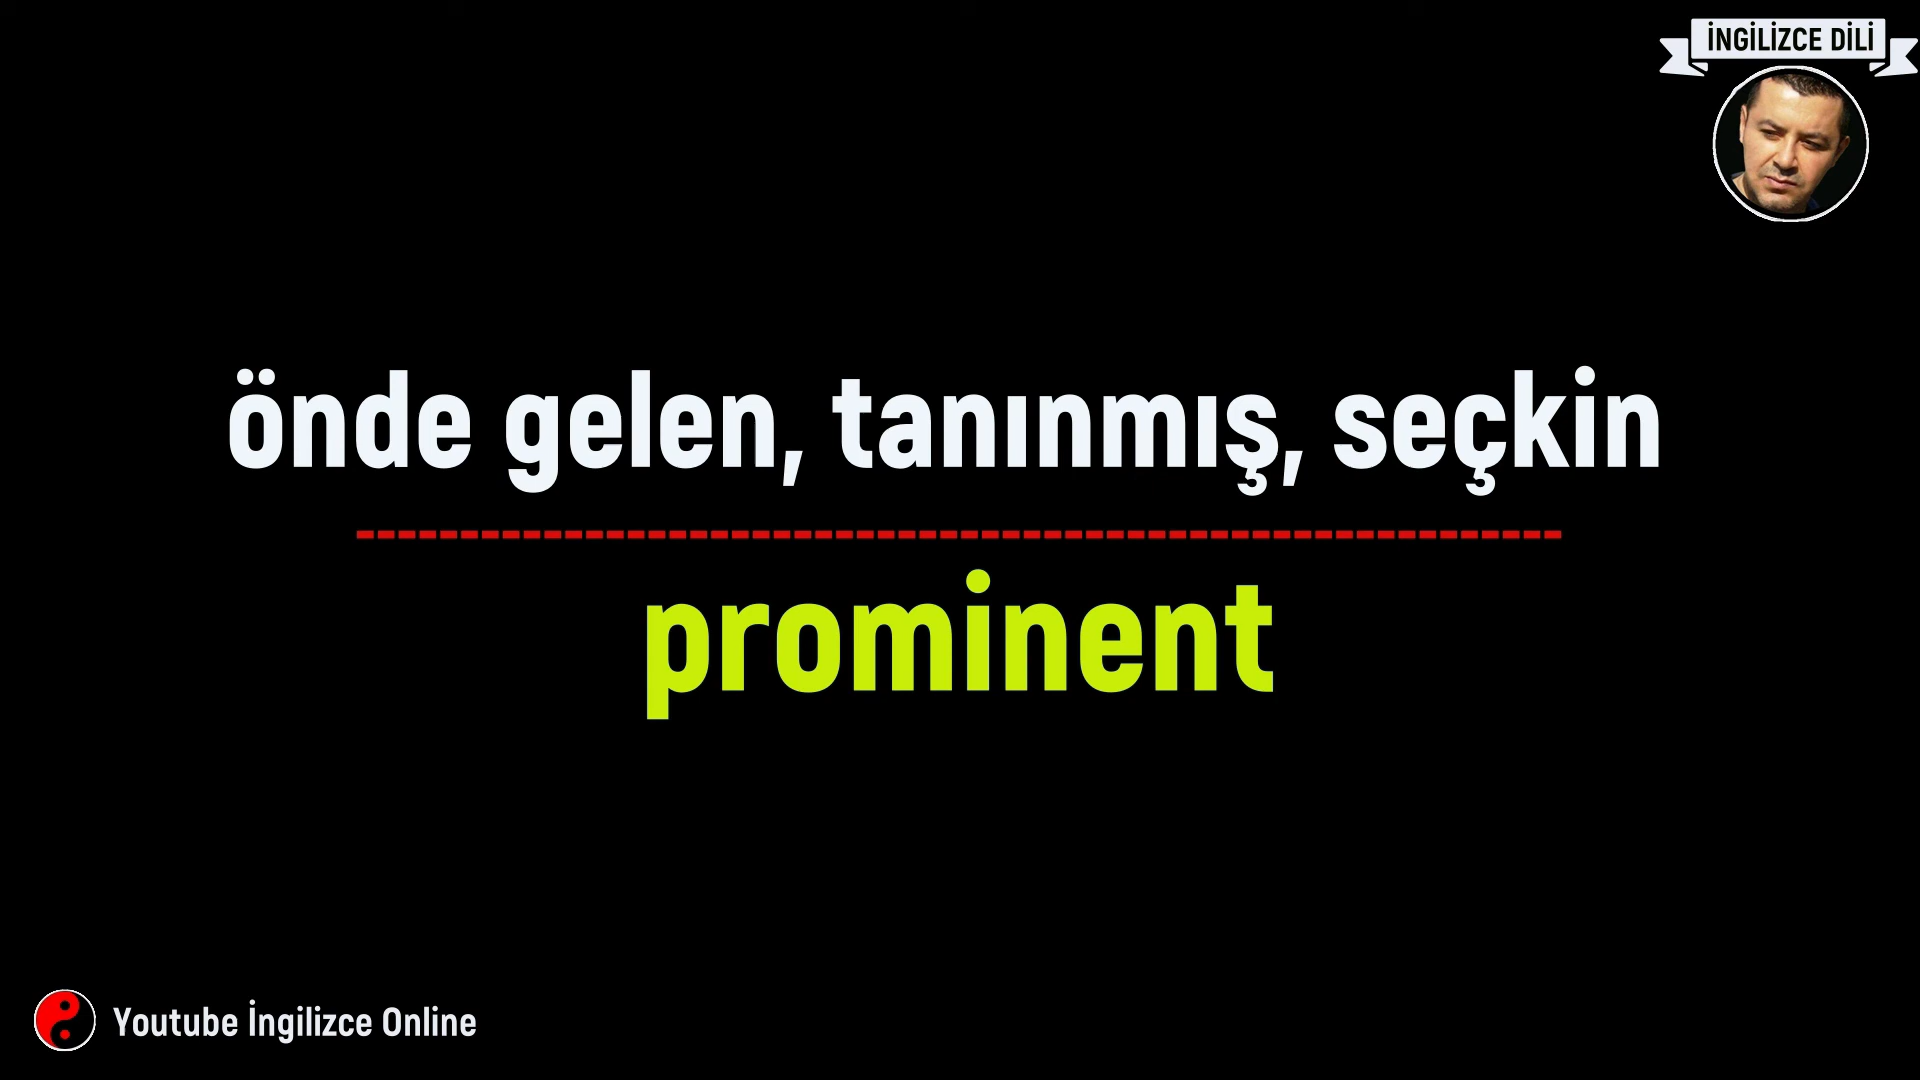 İNGİLİZCE DİLİ
önde gelen, tanınmış, seçkin
prominent
Youtube İngilizce Online